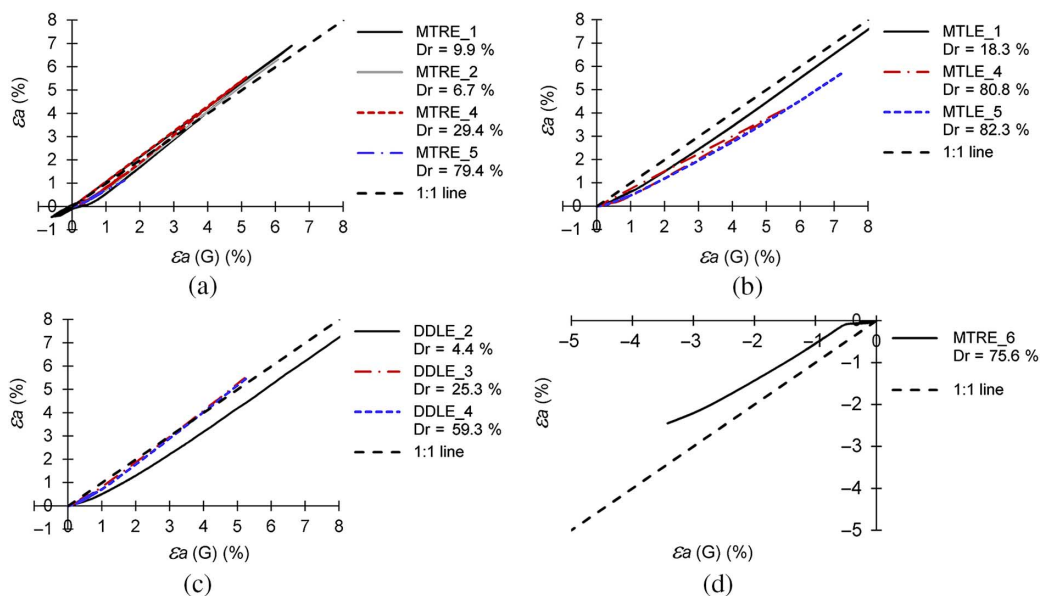 8
7
6
5
4
3
2
1
0
–1
εa (%)
0 1 2 3 4 5 6 7 8
εa (G) (%)
MTRE_1
Dr = 9.9 %
MTRE_2
Dr = 6.7 %
MTRE_4
Dr = 29.4 %
MTRE_5
Dr = 79.4 %
1:1 line
(a)
8
7
6
5
4
3
2
1
0
–1
εa (%)
0 1 2 3 4 5 6 7 8
εa (G) (%)
MTLE_1
Dr = 18.3 %
MTLE_4
Dr = 80.8 %
MTLE_5
Dr = 82.3 %
1:1 line
(b)
8
7
6
5
4
3
2
1
0
–1
εa (%)
0 1 2 3 4 5 6 7 8
εa (G) (%)
DDLE_2
Dr = 4.4 %
DDLE_3
Dr = 25.3 %
DDLE_4
Dr = 59.3 %
1:1 line
(c)
–5 –4 –3 –2 –1 0
0
–1
–2
–3
–4
–5
εa (%)
εa (G) (%)
MTRE_6
Dr = 75.6 %
1:1 line
(d)